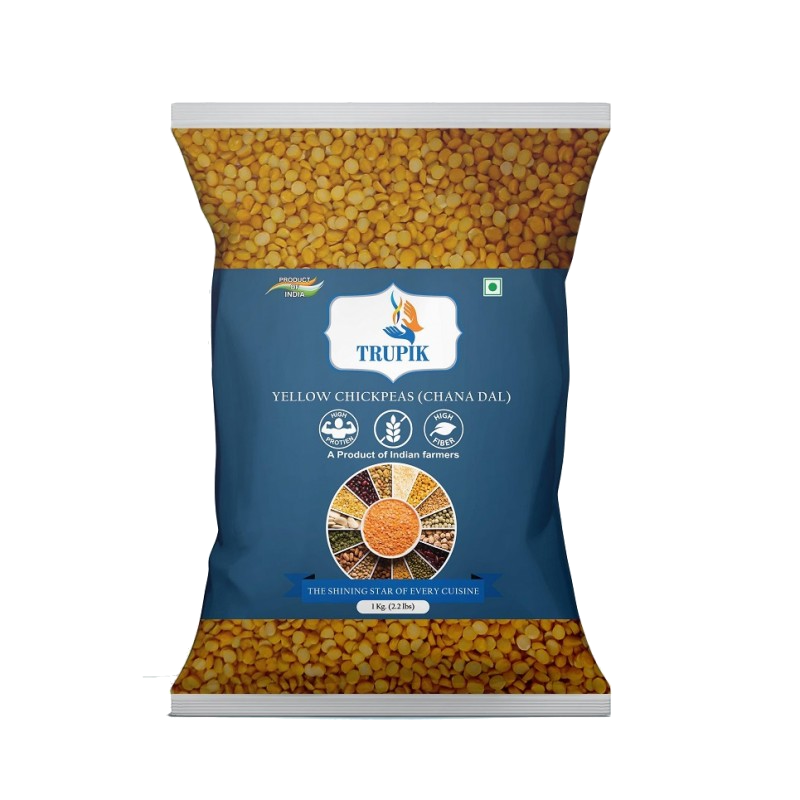 PRODUCT
OF
INDIA
TRUPIK
YELLOW CHICKPEAS (CHANA DAL)
HIGH
PROTIEN
HIGH
FIBER
A Product of Indian farmers
THE SHINING STAR OF EVERY CUISINE
1 Kg. (2.2 lbs)